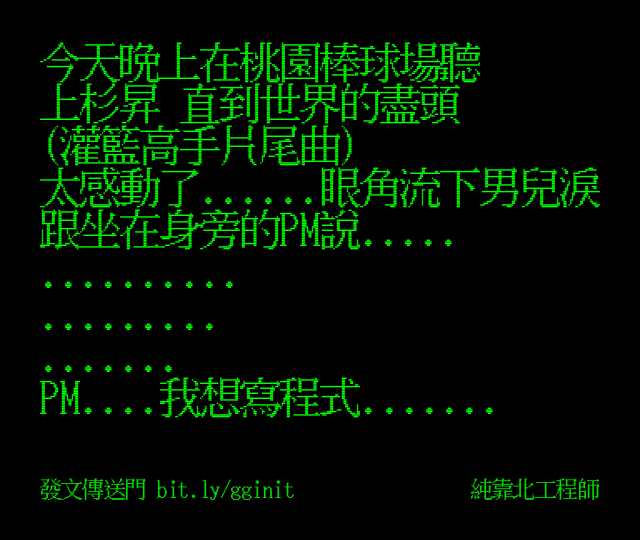 今天晚上在桃園棒球場聽
上杉昇 直到世界的盡頭
(灌籃高手片尾曲)
太感動了......眼角流下男兒淚
跟坐在身旁的PM說.....
..........
.........
.......
PM....我想寫程式.......
發文傳送門 bit.ly/gginit
純靠北工程師